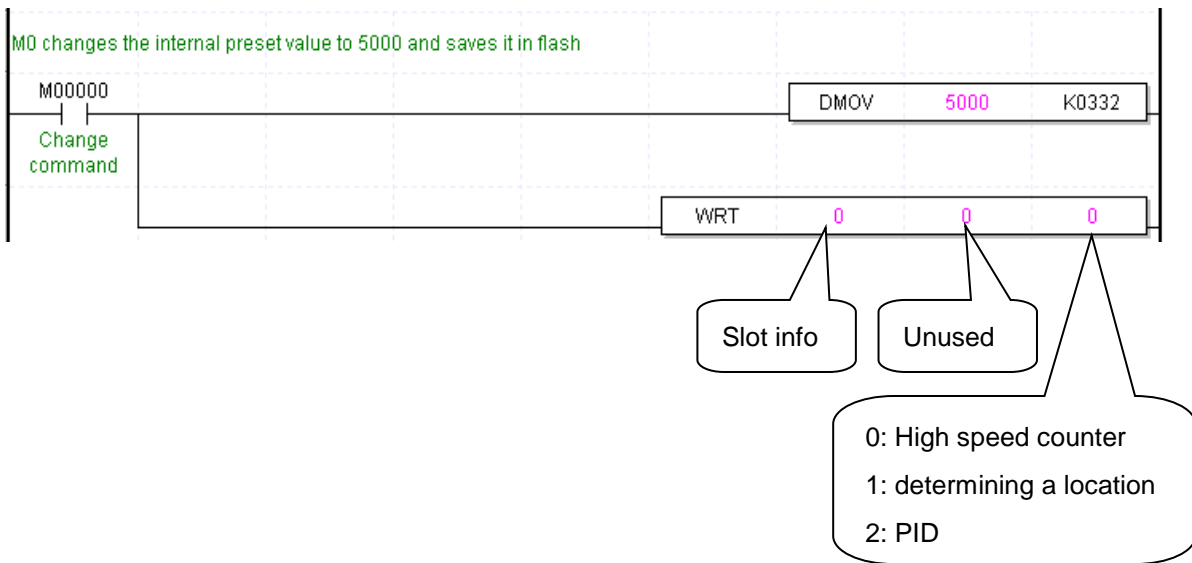 M0 changes the internal preset value to 5000 and saves it in flash
M00000
DMOV 5000 K0332
Change
command
WRT 0 0 0
Slot info
Unused
0: High speed counter
1: determining a location
2: PID